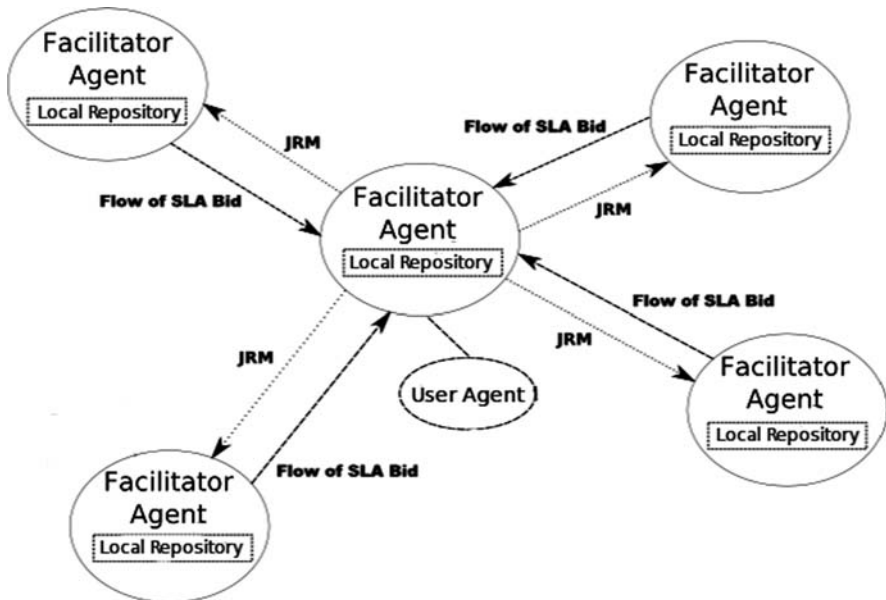 Facilitator
Agent
Local Repository
JRM
Flow of SLA Bid
Facilitator
Agent
Local Repository
Flow of SLA Bid
JRM
Facilitator
Agent
Local Repository
Flow of SLA Bid
JRM
Facilitator
Agent
Local Repository
User Agent
JRM
Flow of SLA Bid
Facilitator
Agent
Local Repository